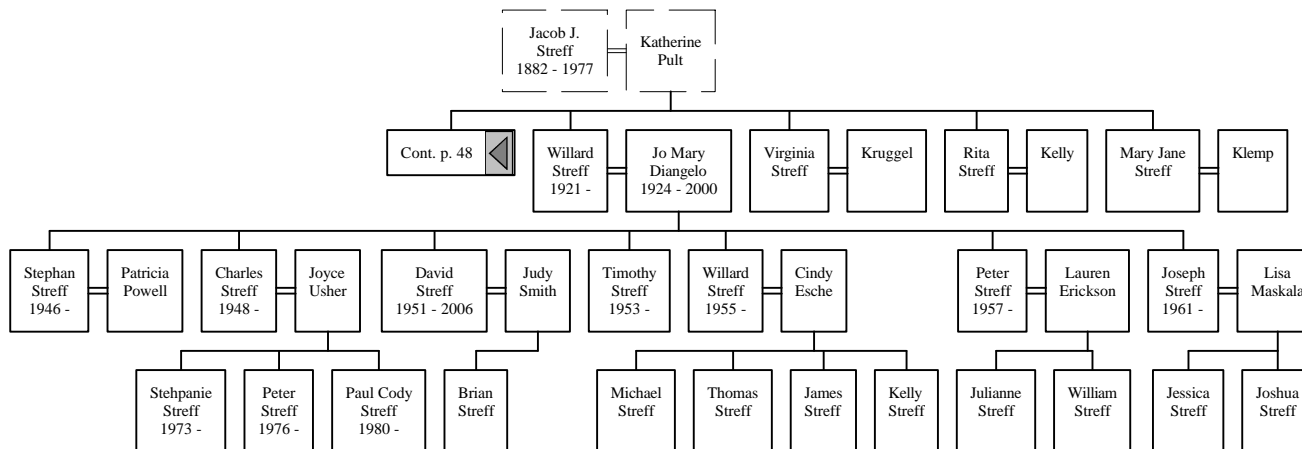 Jacob J.
Streff
1882 - 1977
Katherine
Pult
Cont. p. 48
Willard
Streff
1921 -
Jo Mary
Diangelo
1924 - 2000
Virginia
Streff
Kruggel
Rita
Streff
Kelly
Mary Jane
Streff
Klemp
Stephan
Streff
1946 -
Patricia
Powell
Charles
Streff
1948 -
Joyce
Usher
David
Streff
1951 - 2006
Judy
Smith
Timothy
Streff
1953 -
Willard
Streff
1955 -
Cindy
Esche
Peter
Streff
1957 -
Lauren
Erickson
Joseph
Streff
1961 -
Lisa
Maskala
Stehpanie
Streff
1973 -
Peter
Streff
1976 -
Paul Cody
Streff
1980 -
Brian
Streff
Michael
Streff
Thomas
Streff
James
Streff
Kelly
Streff
Julianne
Streff
William
Streff
Jessica
Streff
Joshua
Streff